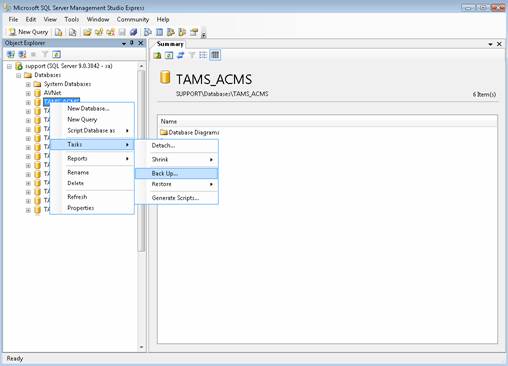 Microsoft SQL Server Management Studio Express
File Edit View Tools Window Community Help
New Query
Object Explorer
support (SQL Server 9.0.3042 - sa)
Databases
System Databases
AVNet
TAMS_ACMS
TA
TA
TA
TA
TA
TA
TA
TA
TA
TA
New Database...
New Query
Script Database as
Tasks
Reports
Rename
Delete
Refresh
Properties
Detach...
Shrink
Back Up...
Restore
Generate Scripts...
Summary
TAMS_ACMS
SUPPORT\Databases\TAMS_ACMS
6 Item(s)
Name
Database Diagrams
Ready